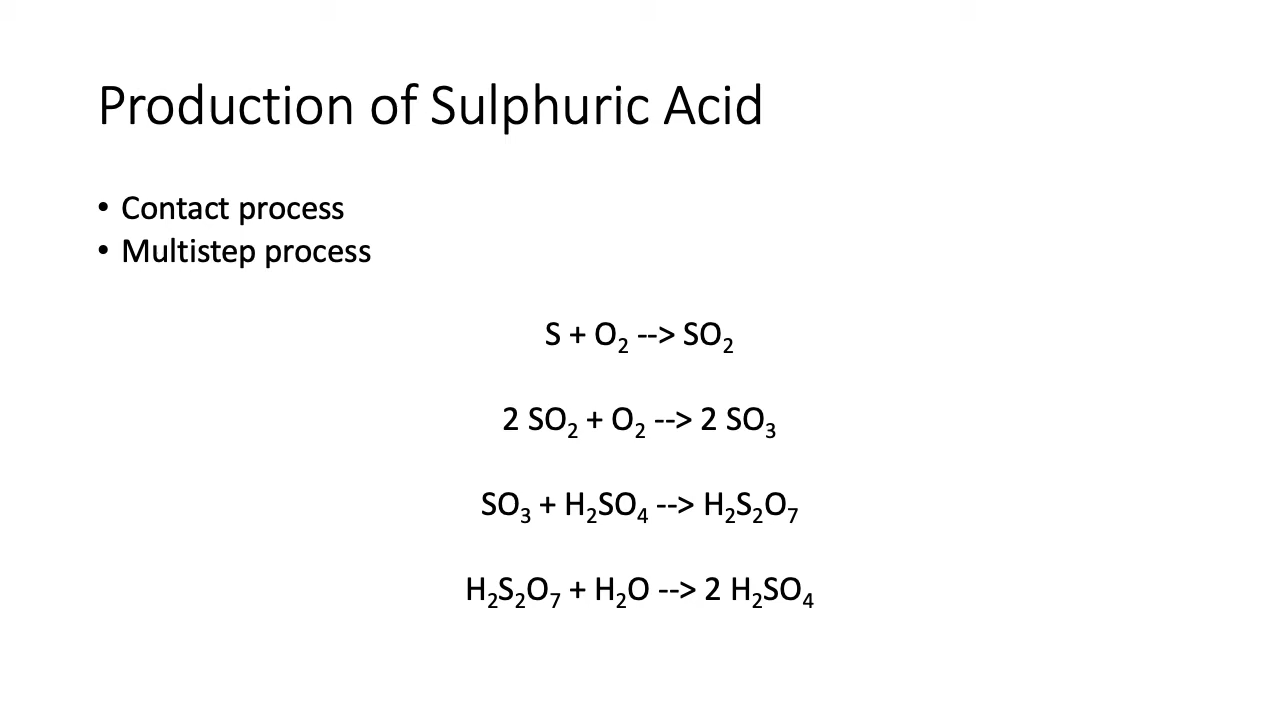 Production of Sulphuric Acid
• Contact process
• Multistep process
S + O₂ --> SO₂
2 SO₂ + O₂ --> 2 SO₃
SO₃ + H₂SO₄ --> H₂S₂O₇
H₂S₂O₇ + H₂O --> 2 H₂SO₄